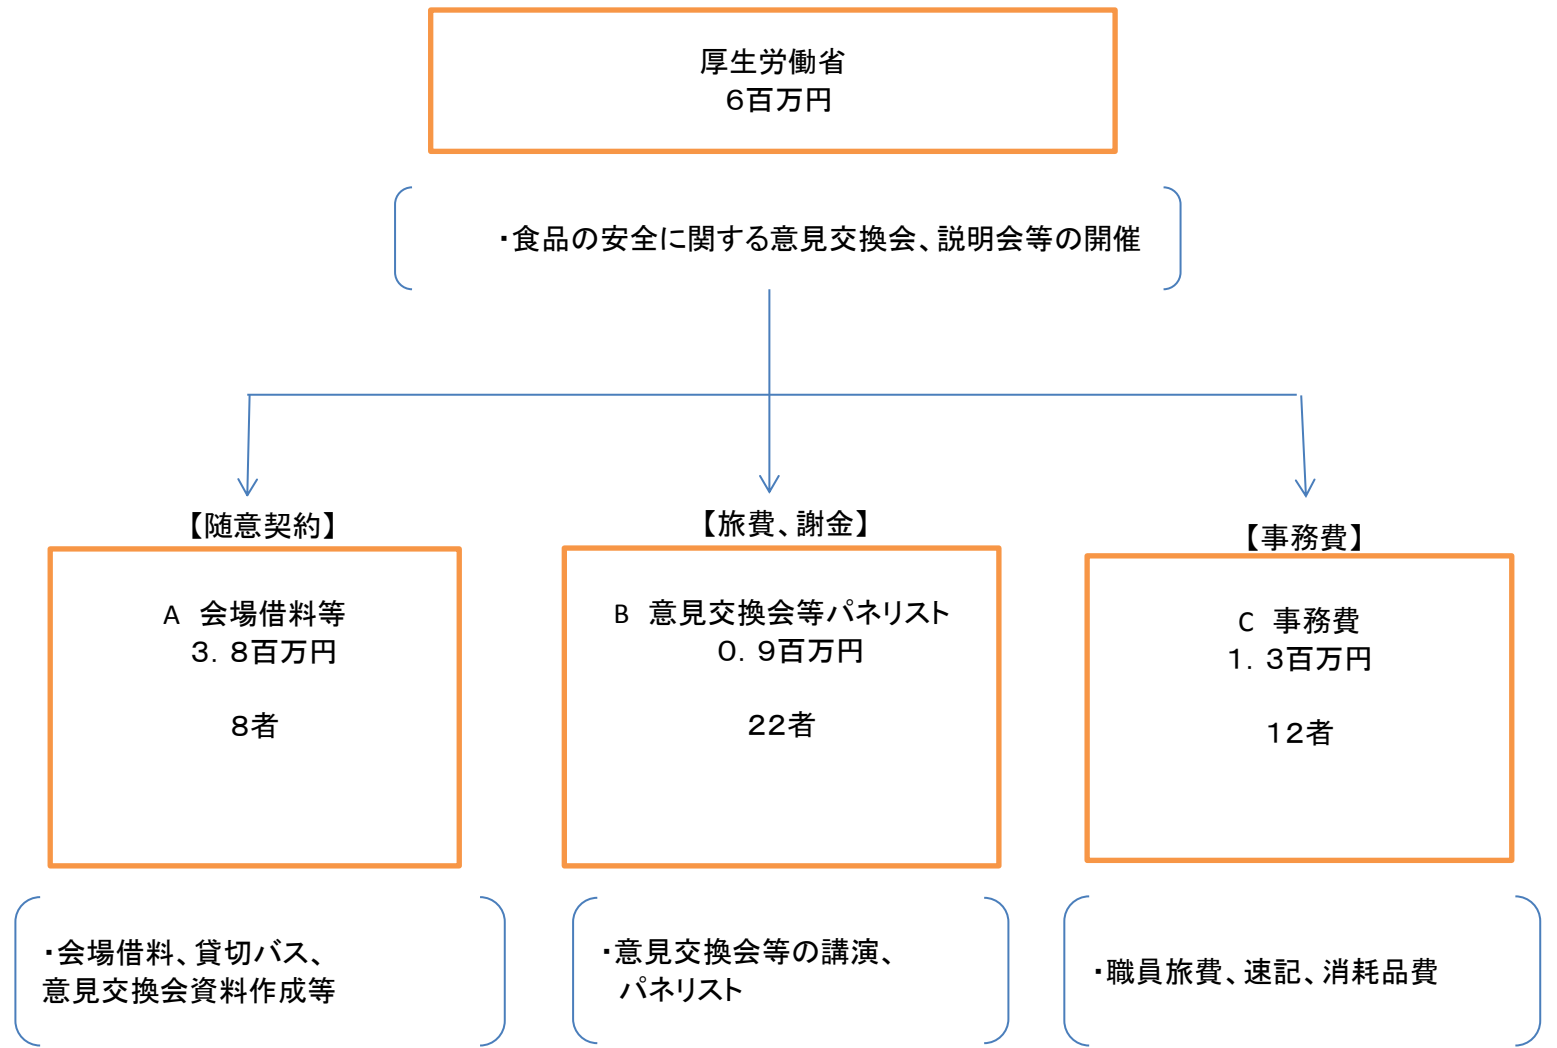 厚生労働省
６百万円
・食品の安全に関する意見交換会、説明会等の開催
【随意契約】
A　会場借料等
３．８百万円
８者
・会場借料、貸切バス、
意見交換会資料作成等
【旅費、謝金】
B　意見交換会等パネリスト
０．９百万円
２２者
・意見交換会等の講演、
パネリスト
【事務費】
C　事務費
１．３百万円
１２者
・職員旅費、速記、消耗品費